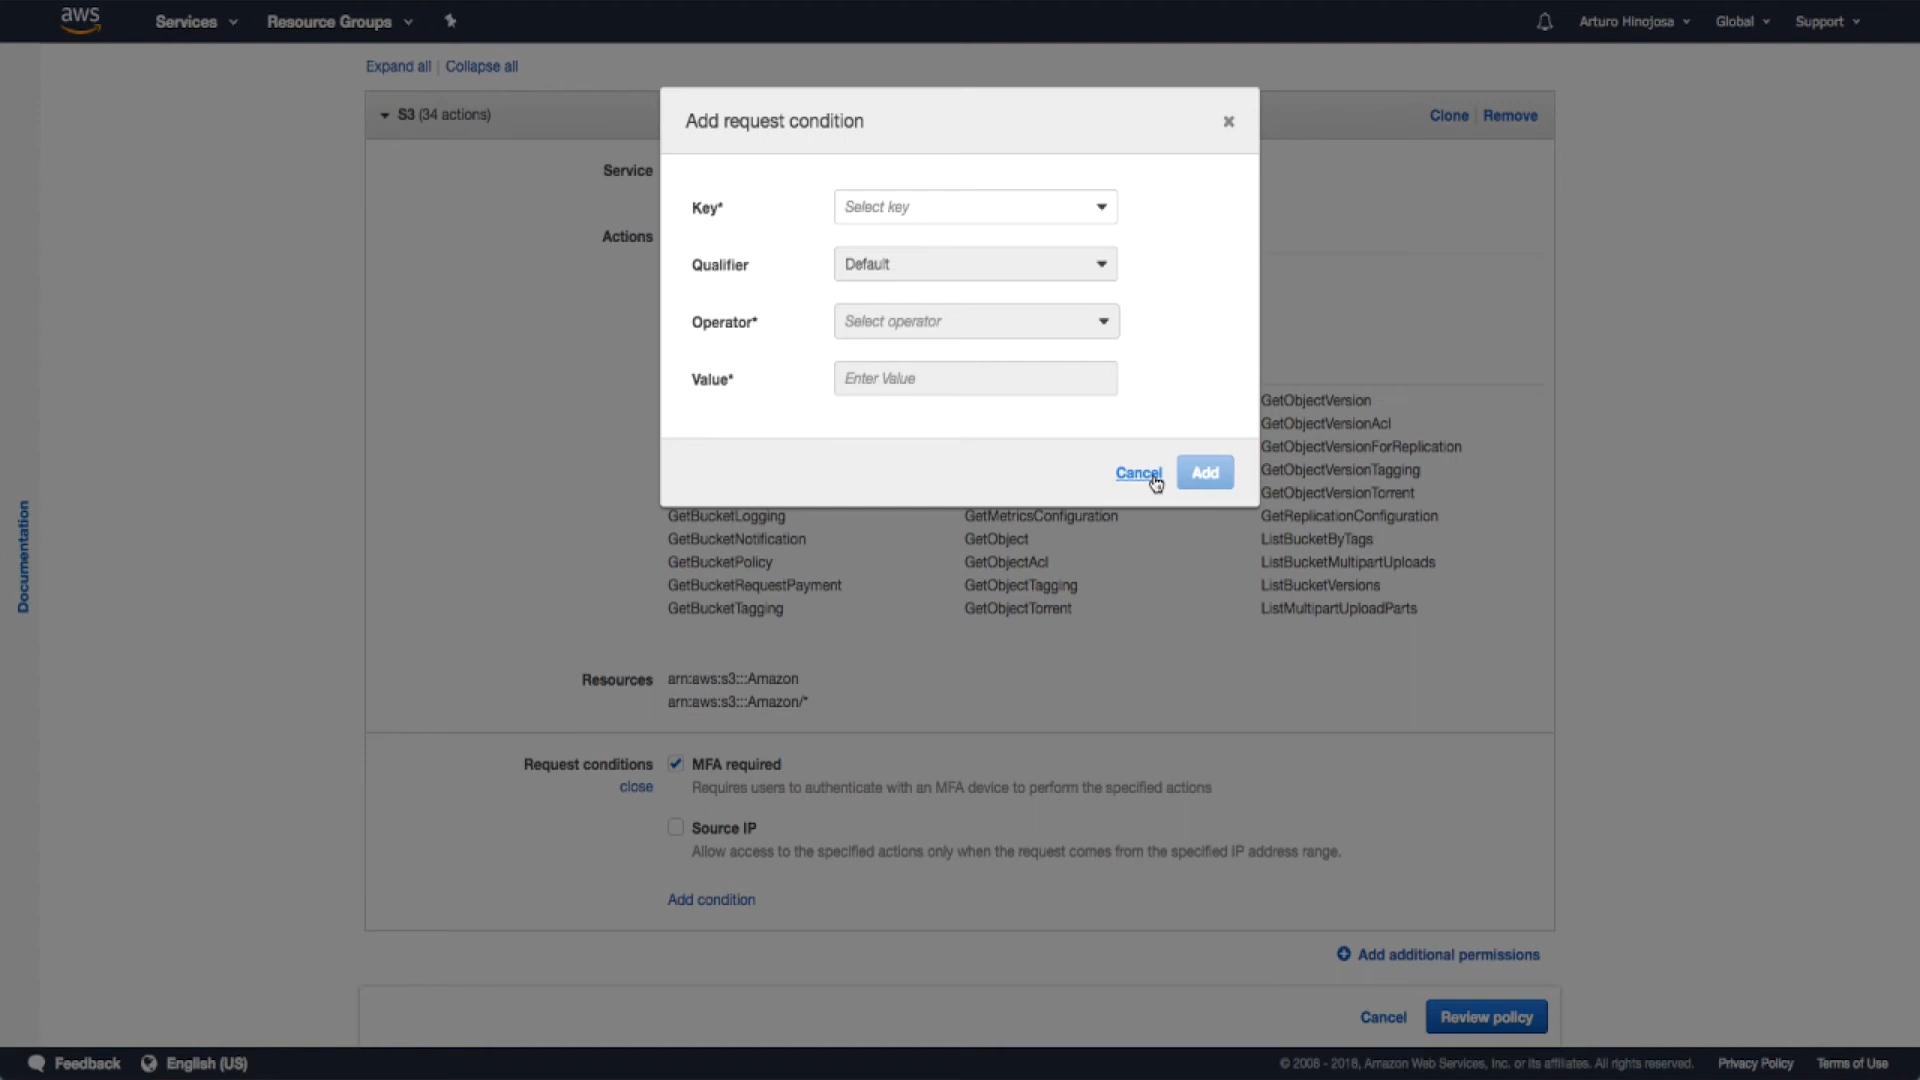 aws
Services
Resource Groups
Arturo Hinojosa
Global
Support
Expand all | Collapse all
S3 (34 actions)
Clone | Remove
Add request condition
Service
Actions
Key*
Select key
Qualifier
Default
Operator*
Select operator
Value*
Enter Value
Cancel
Add
GetObjectVersion
GetObjectVersionAcl
GetObjectVersionForReplication
GetObjectVersionTagging
GetObjectVersionTorrent
GetBucketLogging
GetMetricsConfiguration
GetReplicationConfiguration
GetBucketNotification
GetObject
ListBucketByTags
GetBucketPolicy
GetObjectAcl
ListBucketMultipartUploads
GetBucketRequestPayment
GetObjectTagging
ListBucketVersions
GetBucketTagging
GetObjectTorrent
ListMultipartUploadParts
Documentation
Resources
arn:aws:s3:::Amazon
arn:aws:s3:::Amazon/*
Request conditions
close
MFA required
Requires users to authenticate with an MFA device to perform the specified actions
Source IP
Allow access to the specified actions only when the request comes from the specified IP address range.
Add condition
Add additional permissions
Cancel
Review policy
Feedback
English (US)
© 2008 - 2018, Amazon Web Services, Inc. or its affiliates. All rights reserved.
Privacy Policy
Terms of Use